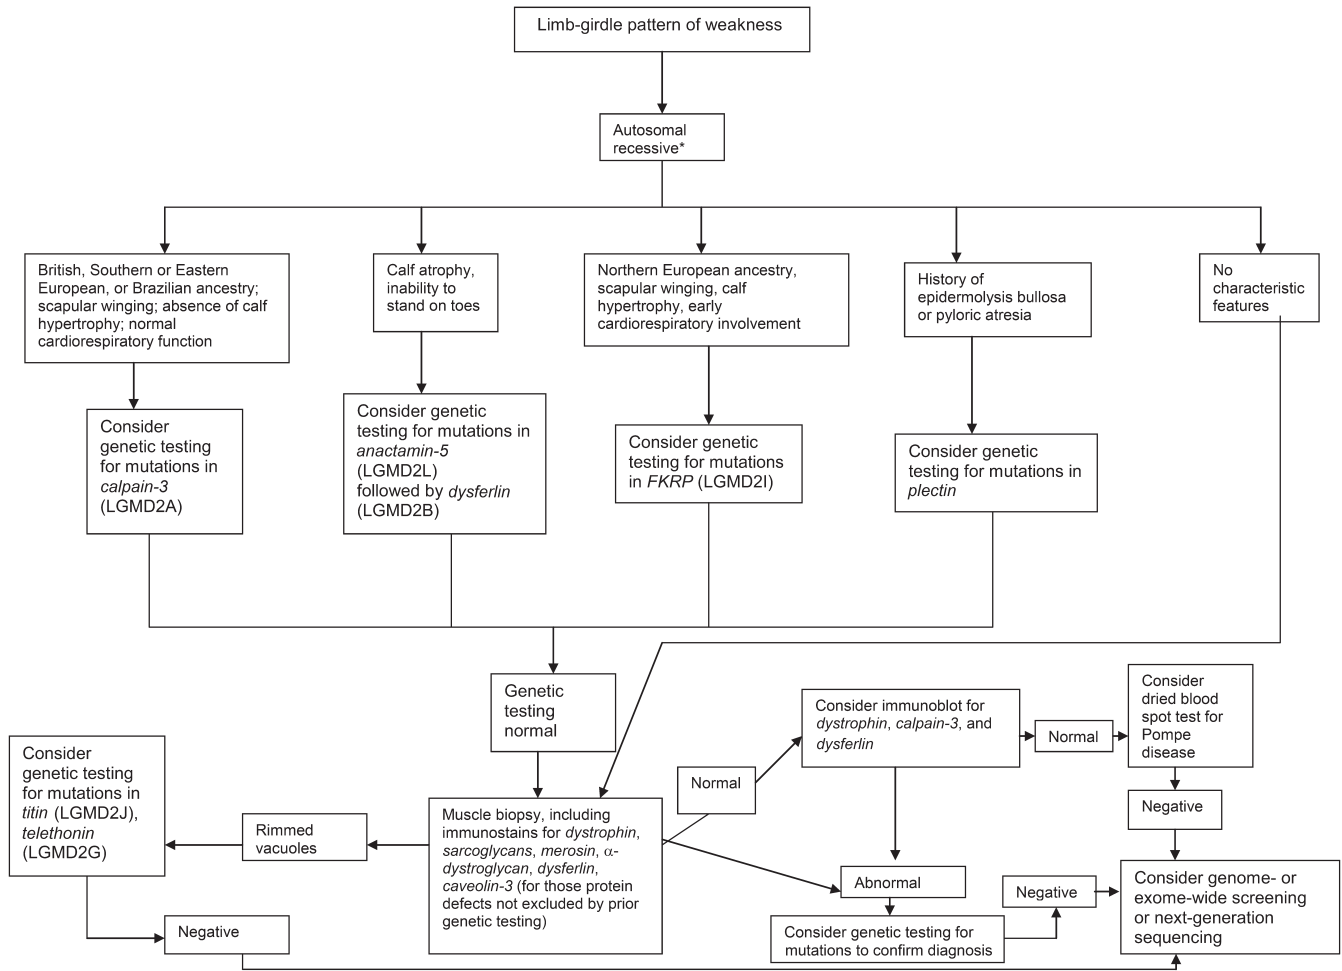 Limb-girdle pattern of weakness
Autosomal
recessive*
British, Southern or Eastern
European, or Brazilian ancestry;
scapular winging; absence of calf
hypertrophy; normal
cardiorespiratory function
Calf atrophy,
inability to
stand on toes
Northern European ancestry,
scapular winging, calf
hypertrophy, early
cardiorespiratory involvement
History of
epidermolysis bullosa
or pyloric atresia
No
characteristic
features
Consider
genetic testing
for mutations in
calpain-3
(LGMD2A)
Consider genetic
testing for mutations in
anactamin-5
(LGMD2L)
followed by dysferlin
(LGMD2B)
Consider genetic
testing for mutations
in FKRP (LGMD2I)
Consider genetic
testing for mutations in
plectin
Genetic
testing
normal
Consider
genetic testing
for mutations in
titin (LGMD2J),
telethonin
(LGMD2G)
Rimmed
vacuoles
Muscle biopsy, including
immunostains for dystrophin,
sarcoglycans, merosin, α-
dystroglycan, dysferlin,
caveolin-3 (for those protein
defects not excluded by prior
genetic testing)
Normal
Consider immunoblot for
dystrophin, calpain-3, and
dysferlin
Normal
Consider
dried blood
spot test for
Pompe
disease
Negative
Abnormal
Consider genetic testing for
mutations to confirm diagnosis
Negative
Consider genome- or
exome-wide screening
or next-generation
sequencing
Negative